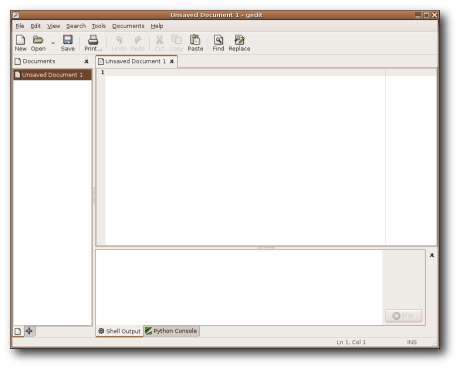 Unsaved Document 1 - gedit
File Edit View Search Tools Documents Help
New Open Save Print... Undo Redo Cut Copy Paste Find Replace
Documents
Unsaved Document 1
Unsaved Document 1
1
Stop
Shell Output Python Console
Ln 1, Col 1 INS